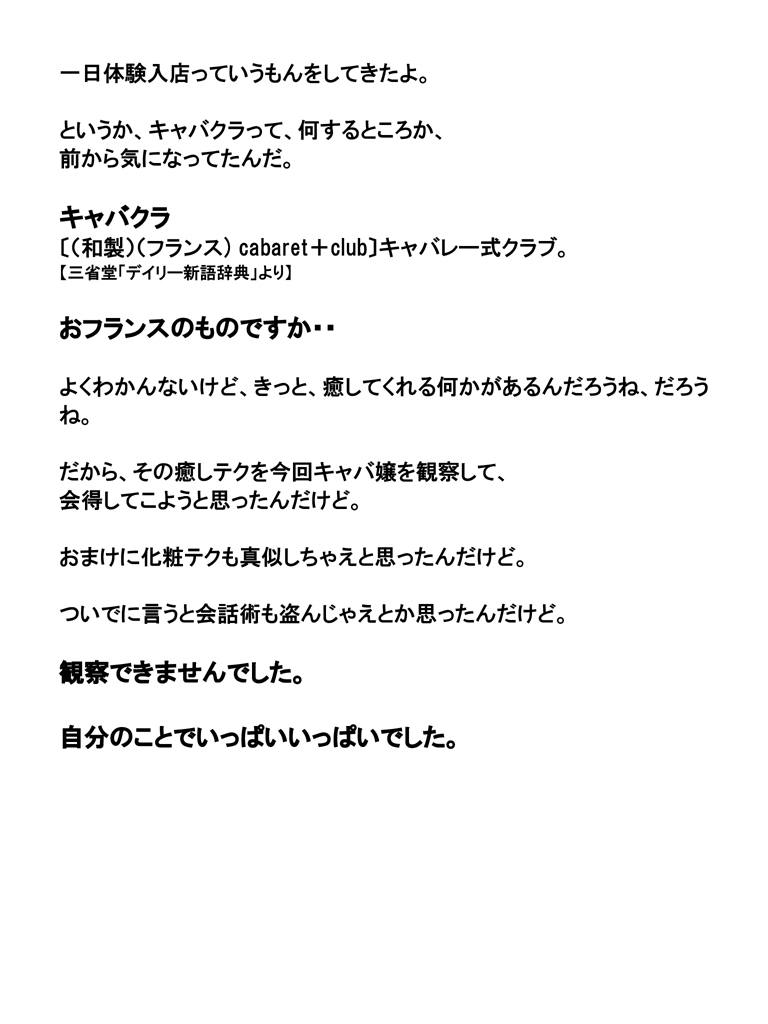 一日体験入店っていうもんをしてきたよ。
というか、キャバクラって、何するところか、
前から気になってたんだ。
キャバクラ
〔（和製）（フランス) cabaret＋club〕キャバレー式クラブ。
【三省堂「デイリー新語辞典」より】
おフランスのものですか・・
よくわかんないけど、きっと、癒してくれる何かがあるんだろうね、だろう
ね。
だから、その癒しテクを今回キャバ嬢を観察して、
会得してこようと思ったんだけど。
おまけに化粧テクも真似しちゃえと思ったんだけど。
ついでに言うと会話術も盗んじゃえとか思ったんだけど。
観察できませんでした。
自分のことでいっぱいいっぱいでした。